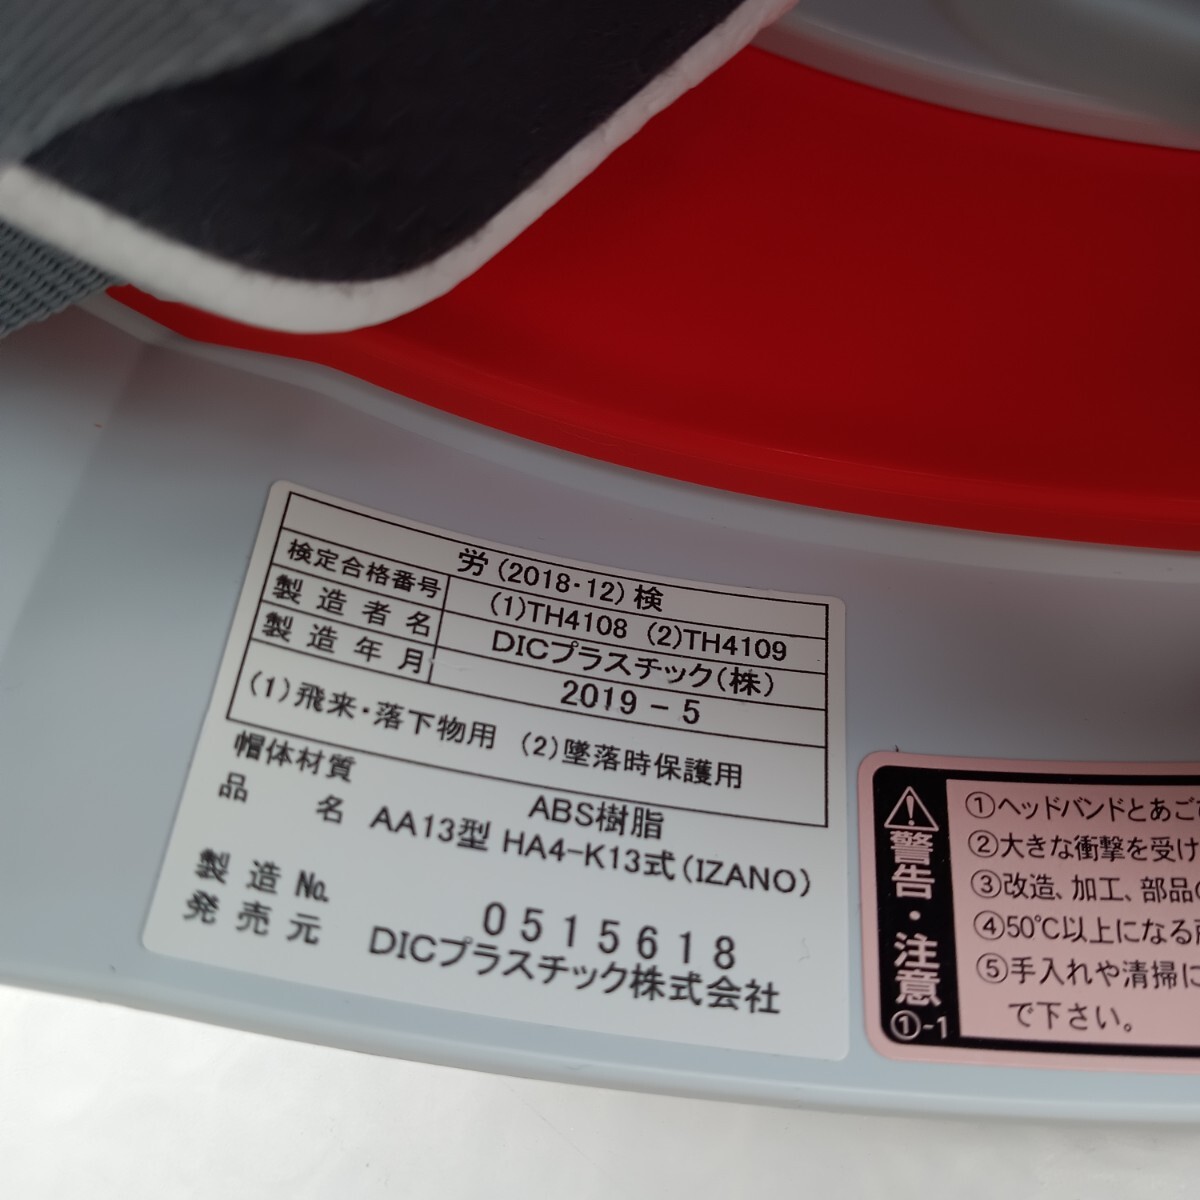 労(2018・12)検
検定合格番号 (1)TH4108 (2)TH4109
製造者名 DICプラスチック(株)
製造年月 2019-5
(1)飛来・落下物用 (2)墜落時保護用
帽体材質 ABS樹脂
品名 AA13型 HA4-K13式(IZANO)
製造No. 0515618
発売元 DICプラスチック株式会社
警告・注意
①-1
①ヘッドバンドとあご
②大きな衝撃を受け
③改造、加工、部品
④50℃以上になる
⑤手入れや清掃に
で下さい。